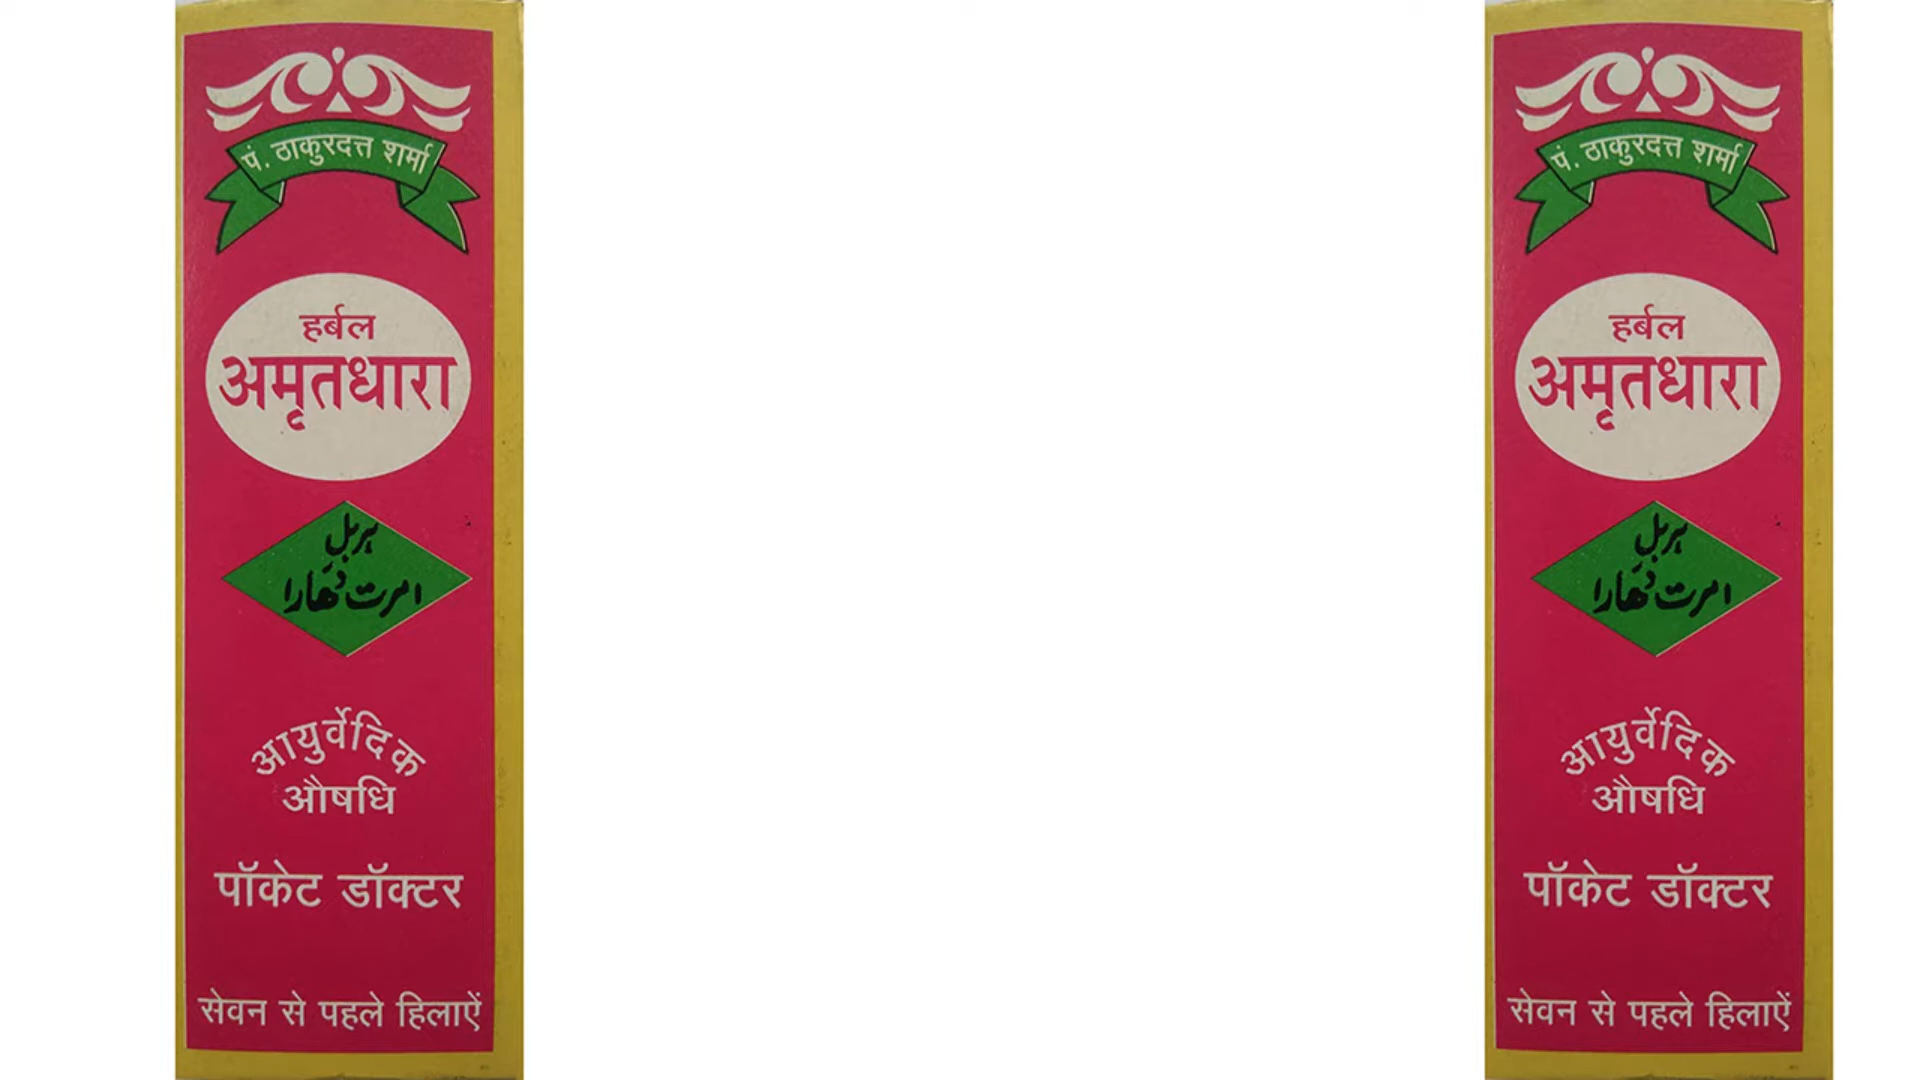 पं. ठाकुरदत्त शर्मा
हर्बल
अमृतधारा
ہربل
امرت دھارا
आयुर्वेदिक
औषधि
पॉकेट डॉक्टर
सेवन से पहले हिलाऐं
पं. ठाकुरदत्त शर्मा
हर्बल
अमृतधारा
ہربل
امرت دھارا
आयुर्वेदिक
औषधि
पॉकेट डॉक्टर
सेवन से पहले हिलाऐं